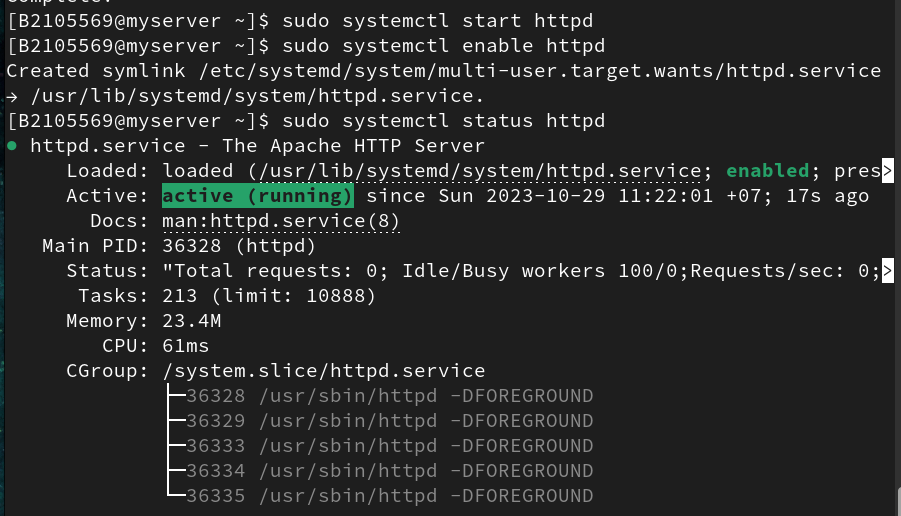 Complete.
[B2105569@myserver ~]$ sudo systemctl start httpd
[B2105569@myserver ~]$ sudo systemctl enable httpd
Created symlink /etc/systemd/system/multi-user.target.wants/httpd.service
→ /usr/lib/systemd/system/httpd.service.
[B2105569@myserver ~]$ sudo systemctl status httpd
● httpd.service - The Apache HTTP Server
Loaded: loaded (/usr/lib/systemd/system/httpd.service; enabled; pres>
Active: active (running) since Sun 2023-10-29 11:22:01 +07; 17s ago
Docs: man:httpd.service(8)
Main PID: 36328 (httpd)
Status: "Total requests: 0; Idle/Busy workers 100/0;Requests/sec: 0;>
Tasks: 213 (limit: 10888)
Memory: 23.4M
CPU: 61ms
CGroup: /system.slice/httpd.service
├─36328 /usr/sbin/httpd -DFOREGROUND
├─36329 /usr/sbin/httpd -DFOREGROUND
├─36333 /usr/sbin/httpd -DFOREGROUND
├─36334 /usr/sbin/httpd -DFOREGROUND
└─36335 /usr/sbin/httpd -DFOREGROUND